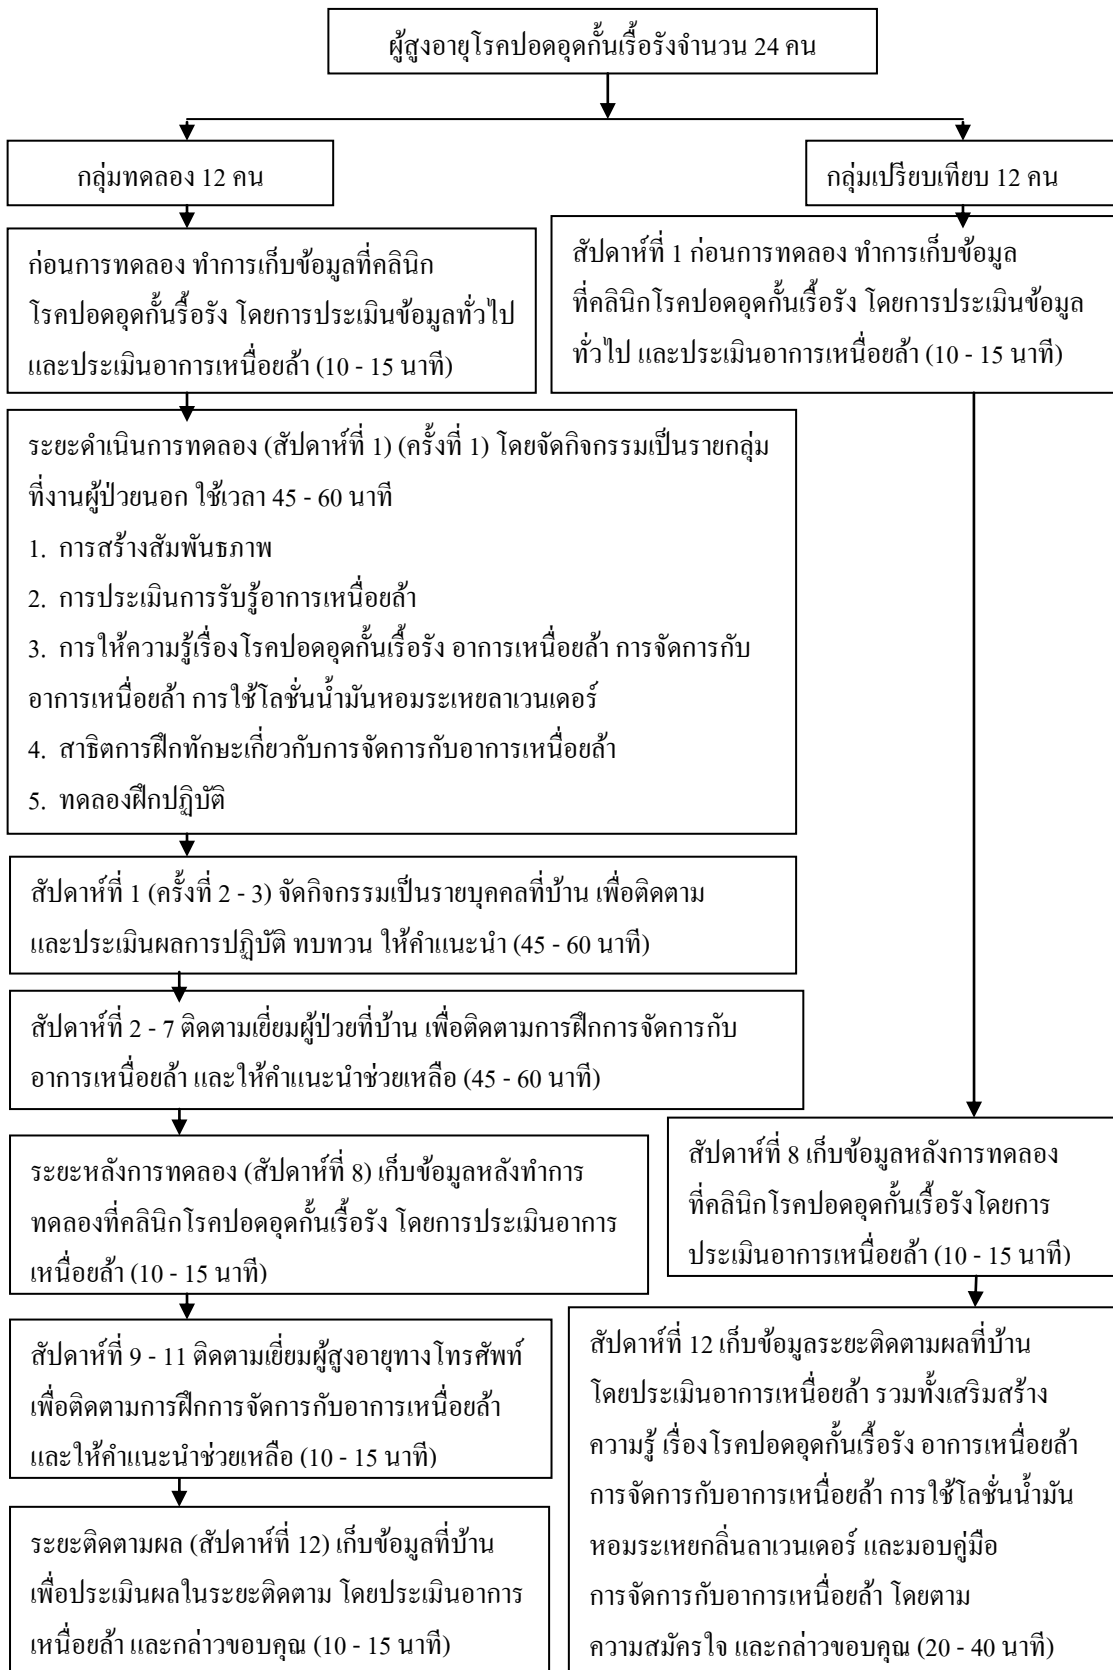 ผู้สูงอายุโรคปอดอุดกั้นเรื้อรังจำนวน 24 คน
กลุ่มทดลอง 12 คน
กลุ่มเปรียบเทียบ 12 คน
ก่อนการทดลอง ทำการเก็บข้อมูลที่คลินิก
โรคปอดอุดกั้นเรื้อรัง โดยการประเมินข้อมูลทั่วไป
และประเมินอาการเหนื่อยล้า (10 - 15 นาที)
สัปดาห์ที่ 1 ก่อนการทดลอง ทำการเก็บข้อมูล
ที่คลินิกโรคปอดอุดกั้นเรื้อรัง โดยการประเมินข้อมูล
ทั่วไป และประเมินอาการเหนื่อยล้า (10 - 15 นาที)
ระยะดำเนินการทดลอง (สัปดาห์ที่ 1) (ครั้งที่ 1) โดยจัดกิจกรรมเป็นรายกลุ่ม
ที่งานผู้ป่วยนอก ใช้เวลา 45 - 60 นาที
1. การสร้างสัมพันธภาพ
2. การประเมินการรับรู้อาการเหนื่อยล้า
3. การให้ความรู้เรื่องโรคปอดอุดกั้นเรื้อรัง อาการเหนื่อยล้า การจัดการกับ
อาการเหนื่อยล้า การใช้โลชั่นน้ำมันหอมระเหยลาเวนเดอร์
4. สาธิตการฝึกทักษะเกี่ยวกับการจัดการกับอาการเหนื่อยล้า
5. ทดลองฝึกปฏิบัติ
สัปดาห์ที่ 1 (ครั้งที่ 2 - 3) จัดกิจกรรมเป็นรายบุคคลที่บ้าน เพื่อติดตาม
และประเมินผลการปฏิบัติ ทบทวน ให้คำแนะนำ (45 - 60 นาที)
สัปดาห์ที่ 2 - 7 ติดตามเยี่ยมผู้ป่วยที่บ้าน เพื่อติดตามการฝึกการจัดการกับ
อาการเหนื่อยล้า และให้คำแนะนำช่วยเหลือ (45 - 60 นาที)
ระยะหลังการทดลอง (สัปดาห์ที่ 8) เก็บข้อมูลหลังทำการ
ทดลองที่คลินิกโรคปอดอุดกั้นเรื้อรัง โดยการประเมินอาการ
เหนื่อยล้า (10 - 15 นาที)
สัปดาห์ที่ 8 เก็บข้อมูลหลังการทดลอง
ที่คลินิกโรคปอดอุดกั้นเรื้อรังโดยการ
ประเมินอาการเหนื่อยล้า (10 - 15 นาที)
สัปดาห์ที่ 9 - 11 ติดตามเยี่ยมผู้สูงอายุทางโทรศัพท์
เพื่อติดตามการฝึกการจัดการกับอาการเหนื่อยล้า
และให้คำแนะนำช่วยเหลือ (10 - 15 นาที)
ระยะติดตามผล (สัปดาห์ที่ 12) เก็บข้อมูลที่บ้าน
เพื่อประเมินผลในระยะติดตาม โดยประเมินอาการ
เหนื่อยล้า และกล่าวขอบคุณ (10 - 15 นาที)
สัปดาห์ที่ 12 เก็บข้อมูลระยะติดตามผลที่บ้าน
โดยประเมินอาการเหนื่อยล้า รวมทั้งเสริมสร้าง
ความรู้ เรื่องโรคปอดอุดกั้นเรื้อรัง อาการเหนื่อยล้า
การจัดการกับอาการเหนื่อยล้า การใช้โลชั่นน้ำมัน
หอมระเหยกลิ่นลาเวนเดอร์ และมอบคู่มือ
การจัดการกับอาการเหนื่อยล้า โดยตาม
ความสมัครใจ และกล่าวขอบคุณ (20 - 40 นาที)